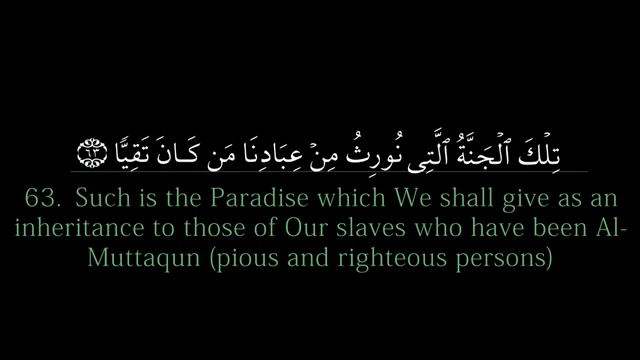 تِلْكَ ٱلْجَنَّةُ ٱلَّتِى نُورِثُ مِنْ عِبَادِنَا مَن كَـانَ تَقِيًّا ٦٣
63. Such is the Paradise which We shall give as an
inheritance to those of Our slaves who have been Al-
Muttaqun (pious and righteous persons)